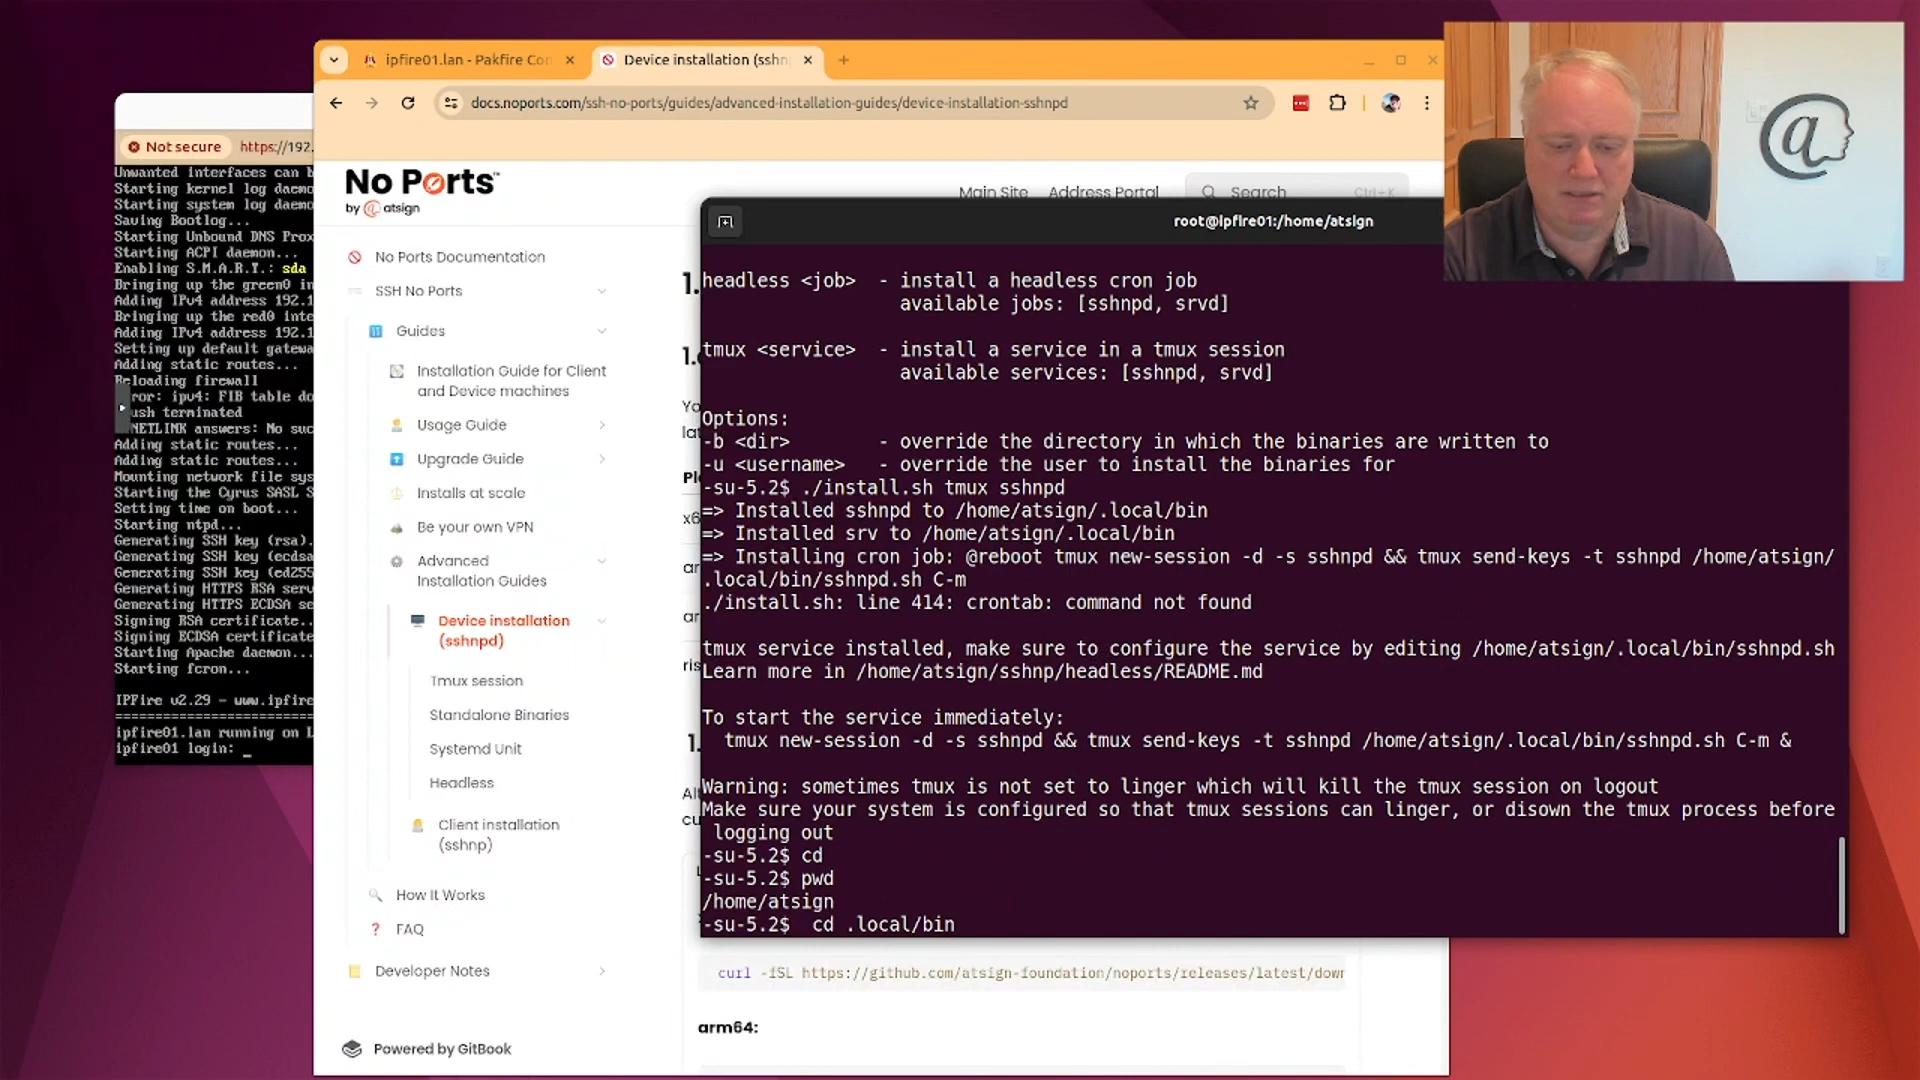 ipfire01.lan - Pakfire Con
Device installation (sshnp
docs.noports.com/ssh-no-ports/guides/advanced-installation-guides/device-installation-sshnpd
Not secure
https://192.
Unwanted interfaces can b
Starting kernel log daemo
Starting system log daemo
Saving Bootlog...
Starting Unbound DNS Prox
Starting ACPI daemon...
Enabling S.M.A.R.T.: sda
Bringing up the green0 in
Adding IPv4 address 192.1
Bringing up the red0 inte
Adding IPv4 address 192.1
Setting up default gatewa
Adding static routes...
Reloading firewall
ror: ipv4: FIB table do
ush terminated
NETLINK answers: No suc
Adding static routes...
Adding static routes...
Mounting network file sys
Starting the Cyrus SASL S
Setting time on boot...
Starting ntpd...
Generating SSH key (rsa).
Generating SSH key (ecdsa
Generating SSH key (ed255
Generating HTTPS RSA serv
Generating HTTPS ECDSA se
Signing RSA certificate..
Signing ECDSA certificate
Starting Apache daemon...
Starting fcron...
IPFire v2.29 - www.ipfire
ipfire01.lan running on L
ipfire01 login: _
No Ports™
by atsign
Main Site
Address Portal
Search
Ctrl+K
No Ports Documentation
SSH No Ports
Guides
Installation Guide for Client
and Device machines
Usage Guide
Upgrade Guide
Installs at scale
Be your own VPN
Advanced
Installation Guides
Device installation
(sshnpd)
Tmux session
Standalone Binaries
Systemd Unit
Headless
Client installation
(sshnp)
How It Works
FAQ
Developer Notes
Powered by GitBook
root@ipfire01:/home/atsign
headless <job>  - install a headless cron job
available jobs: [sshnpd, srvd]
tmux <service>  - install a service in a tmux session
available services: [sshnpd, srvd]
Options:
-b <dir>        - override the directory in which the binaries are written to
-u <username>   - override the user to install the binaries for
-su-5.2$ ./install.sh tmux sshnpd
=> Installed sshnpd to /home/atsign/.local/bin
=> Installed srv to /home/atsign/.local/bin
=> Installing cron job: @reboot tmux new-session -d -s sshnpd && tmux send-keys -t sshnpd /home/atsign/
.local/bin/sshnpd.sh C-m
./install.sh: line 414: crontab: command not found
tmux service installed, make sure to configure the service by editing /home/atsign/.local/bin/sshnpd.sh
Learn more in /home/atsign/sshnp/headless/README.md
To start the service immediately:
tmux new-session -d -s sshnpd && tmux send-keys -t sshnpd /home/atsign/.local/bin/sshnpd.sh C-m &
Warning: sometimes tmux is not set to linger which will kill the tmux session on logout
Make sure your system is configured so that tmux sessions can linger, or disown the tmux process before
logging out
-su-5.2$ cd
-su-5.2$ pwd
/home/atsign
-su-5.2$  cd .local/bin
curl -fSL https://github.com/atsign-foundation/noports/releases/latest/down
arm64: